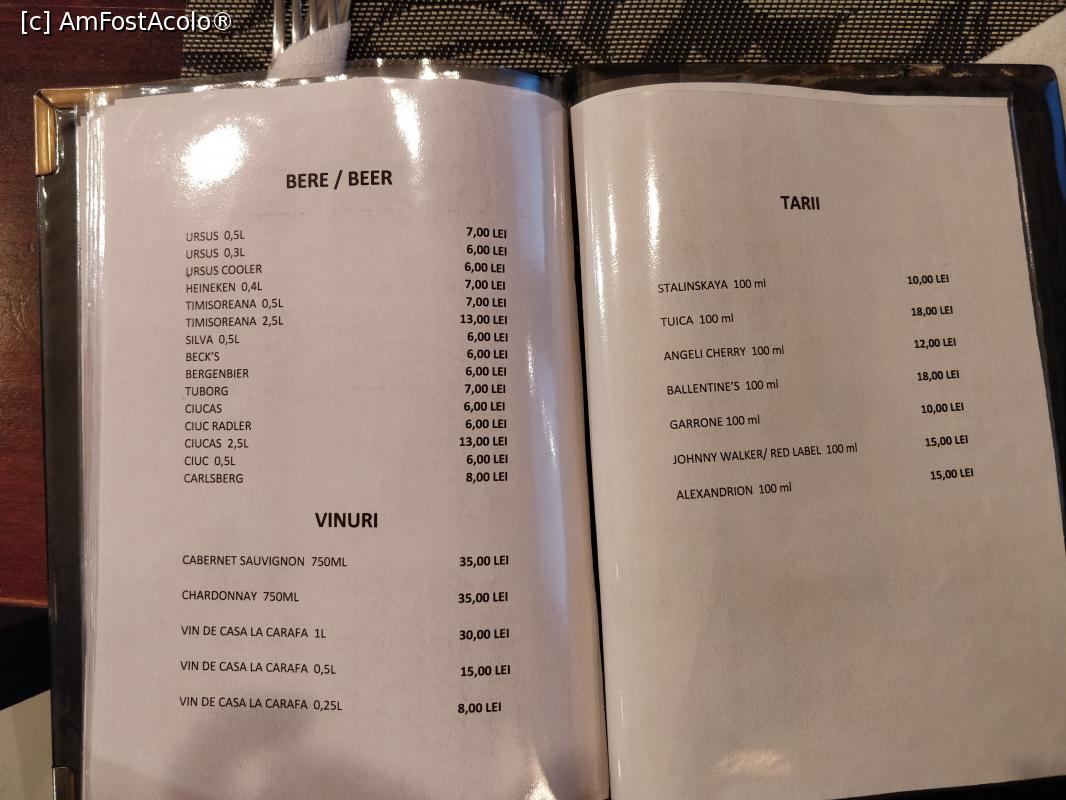 [c] AmFostAcolo®
BERE / BEER
URSUS 0,5L 7,00 LEI
URSUS 0,3L 6,00 LEI
URSUS COOLER 6,00 LEI
HEINEKEN 0,4L 7,00 LEI
TIMISOREANA 0,5L 7,00 LEI
TIMISOREANA 2,5L 13,00 LEI
SILVA 0,5L 6,00 LEI
BECK'S 6,00 LEI
BERGENBIER 6,00 LEI
TUBORG 7,00 LEI
CIUCAS 6,00 LEI
CIUC RADLER 6,00 LEI
CIUCAS 2,5L 13,00 LEI
CIUC 0,5L 6,00 LEI
CARLSBERG 8,00 LEI
VINURI
CABERNET SAUVIGNON 750ML 35,00 LEI
CHARDONNAY 750ML 35,00 LEI
VIN DE CASA LA CARAFA 1L 30,00 LEI
VIN DE CASA LA CARAFA 0,5L 15,00 LEI
VIN DE CASA LA CARAFA 0,25L 8,00 LEI
TARII
STALINSKAYA 100 ml 10,00 LEI
TUICA 100 ml 18,00 LEI
ANGELI CHERRY 100 ml 12,00 LEI
BALLENTINE'S 100 ml 18,00 LEI
GARRONE 100 ml 10,00 LEI
JOHNNY WALKER/ RED LABEL 100 ml 15,00 LEI
ALEXANDRION 100 ml 15,00 LEI